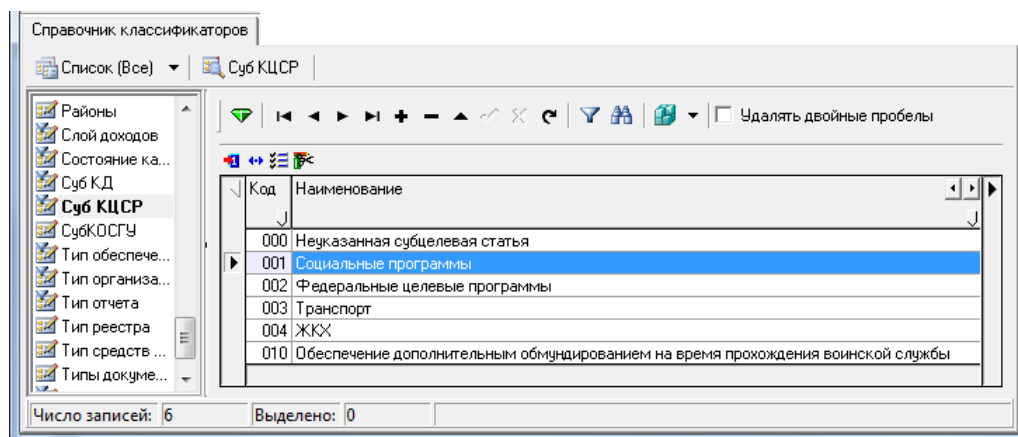 Справочник классификаторов
Список (Все) Суб КЦСР
Районы
Слой доходов
Состояние ка...
Суб КД
Суб КЦСР
СубКОСГУ
Тип обеспече...
Тип организа...
Тип отчета
Тип реестра
Тип средств ...
Типы докуме...
Удалять двойные пробелы
Код Наименование
000 Неуказанная субцелевая статья
001 Социальные программы
002 Федеральные целевые программы
003 Транспорт
004 ЖКХ
010 Обеспечение дополнительным обмундированием на время прохождения воинской службы
Число записей: 6 Выделено: 0